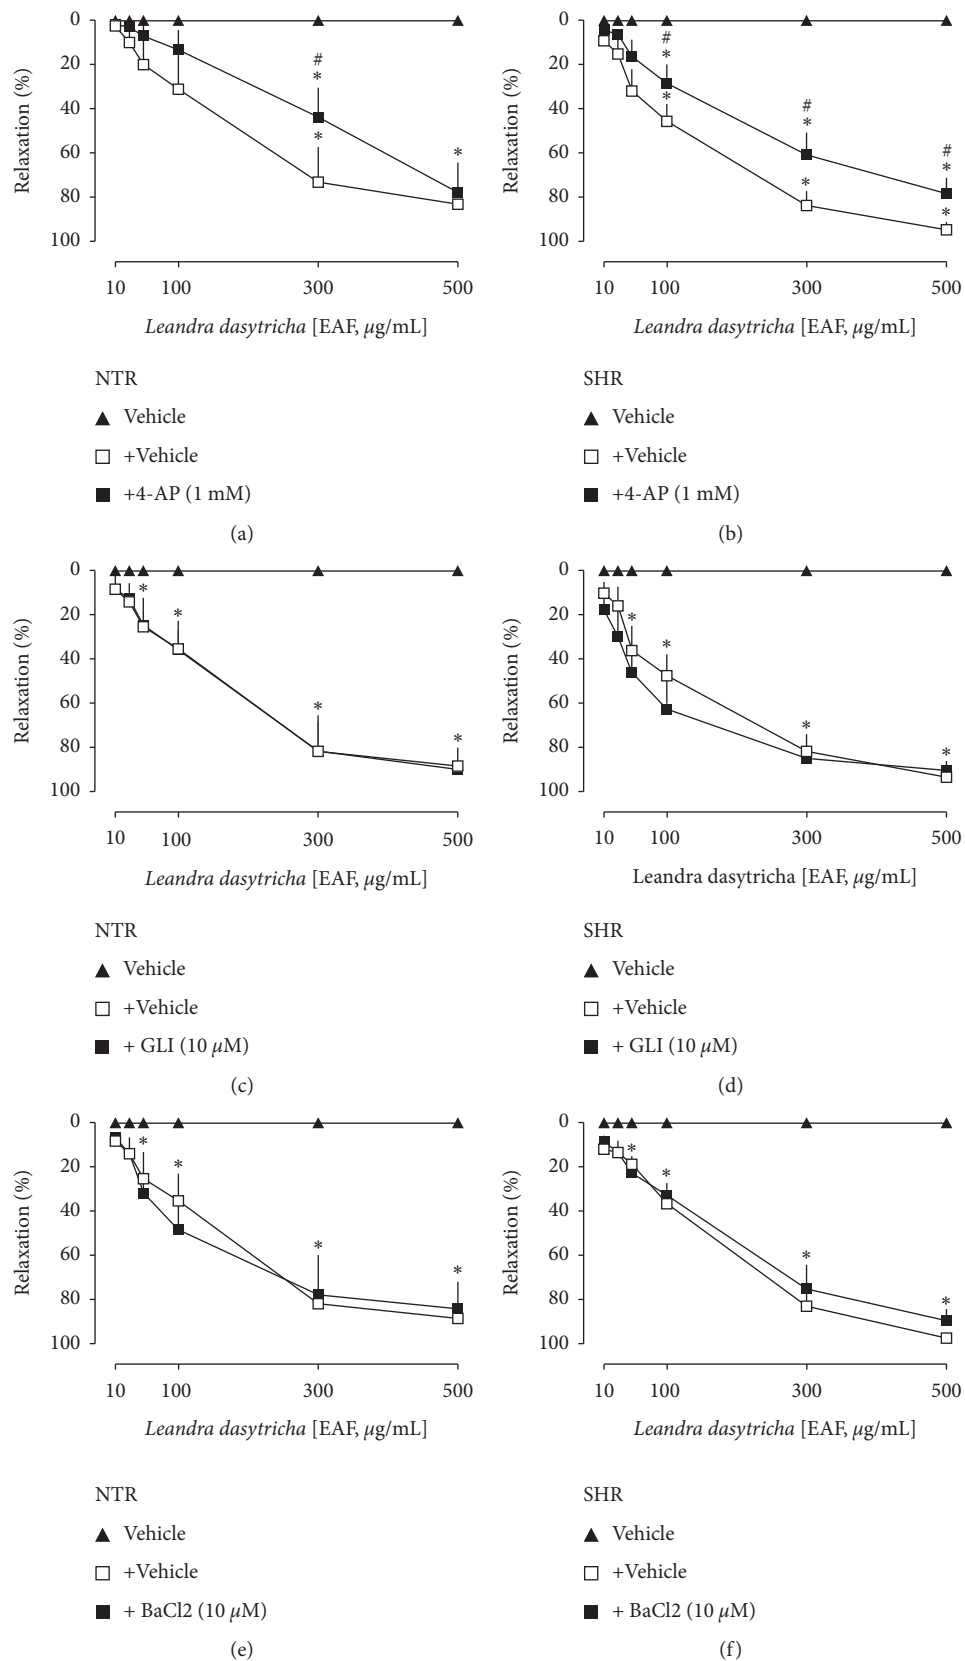 0
20
40
60
80
100
Relaxation (%)
#
*
*
*
10 100 300 500
Leandra dasytricha [EAF, μg/mL]
NTR
Vehicle
+Vehicle
+4-AP (1 mM)
(a)
0
20
40
60
80
100
Relaxation (%)
#
*
*
#
*
*
#
*
*
10 100 300 500
Leandra dasytricha [EAF, μg/mL]
SHR
Vehicle
+Vehicle
+4-AP (1 mM)
(b)
0
20
40
60
80
100
Relaxation (%)
*
*
*
*
10 100 300 500
Leandra dasytricha [EAF, μg/mL]
NTR
Vehicle
+Vehicle
+ GLI (10 μM)
(c)
0
20
40
60
80
100
Relaxation (%)
*
*
*
*
10 100 300 500
Leandra dasytricha [EAF, μg/mL]
SHR
Vehicle
+Vehicle
+ GLI (10 μM)
(d)
0
20
40
60
80
100
Relaxation (%)
*
*
*
*
10 100 300 500
Leandra dasytricha [EAF, μg/mL]
NTR
Vehicle
+Vehicle
+ BaCl2 (10 μM)
(e)
0
20
40
60
80
100
Relaxation (%)
*
*
*
*
10 100 300 500
Leandra dasytricha [EAF, μg/mL]
SHR
Vehicle
+Vehicle
+ BaCl2 (10 μM)
(f)